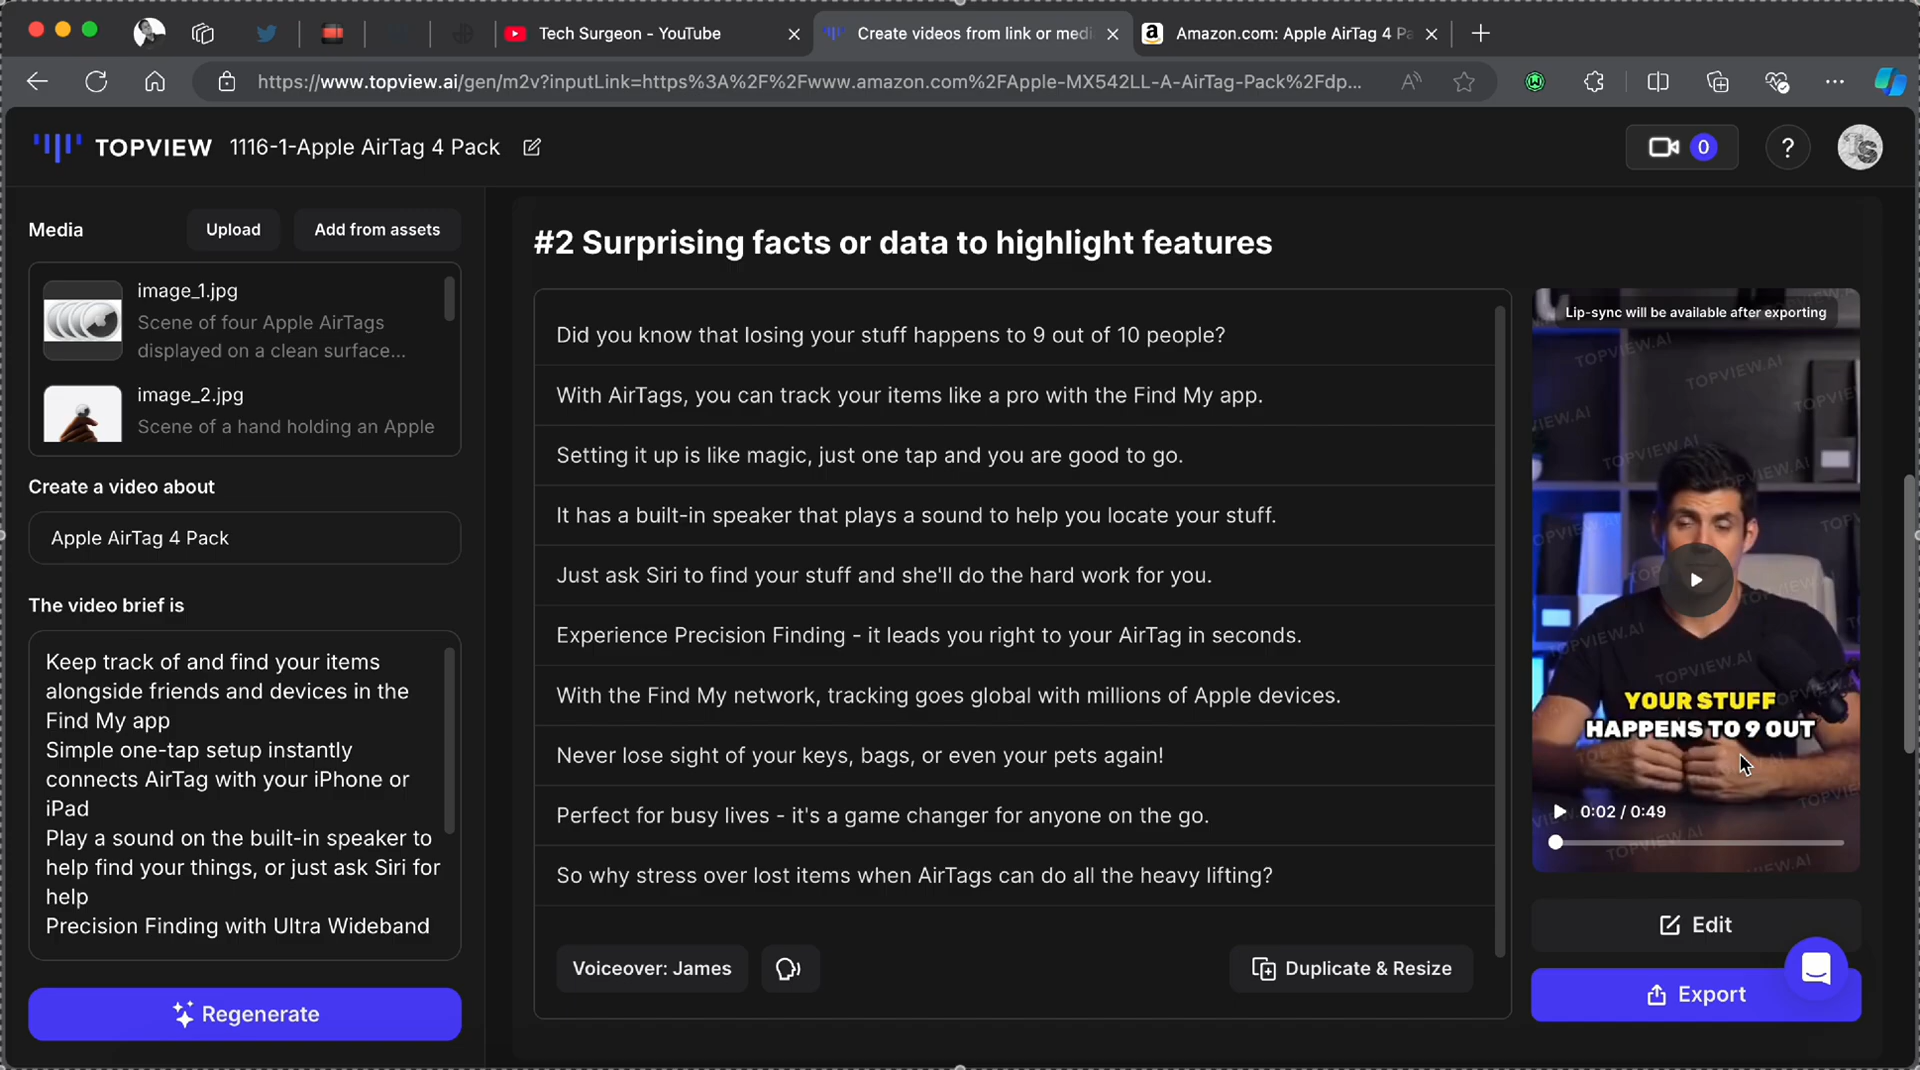 Tech Surgeon - YouTube
Create videos from link or medi
Amazon.com: Apple AirTag 4 Pa
https://www.topview.ai/gen/m2v?inputLink=https%3A%2F%2Fwww.amazon.com%2FApple-MX542LL-A-AirTag-Pack%2Fdp...
TOPVIEW
1116-1-Apple AirTag 4 Pack
0
?
Media
Upload
Add from assets
image_1.jpg
Scene of four Apple AirTags
displayed on a clean surface...
image_2.jpg
Scene of a hand holding an Apple
Create a video about
Apple AirTag 4 Pack
The video brief is
Keep track of and find your items
alongside friends and devices in the
Find My app
Simple one-tap setup instantly
connects AirTag with your iPhone or
iPad
Play a sound on the built-in speaker to
help find your things, or just ask Siri for
help
Precision Finding with Ultra Wideband
Regenerate
#2 Surprising facts or data to highlight features
Did you know that losing your stuff happens to 9 out of 10 people?
With AirTags, you can track your items like a pro with the Find My app.
Setting it up is like magic, just one tap and you are good to go.
It has a built-in speaker that plays a sound to help you locate your stuff.
Just ask Siri to find your stuff and she'll do the hard work for you.
Experience Precision Finding - it leads you right to your AirTag in seconds.
With the Find My network, tracking goes global with millions of Apple devices.
Never lose sight of your keys, bags, or even your pets again!
Perfect for busy lives - it's a game changer for anyone on the go.
So why stress over lost items when AirTags can do all the heavy lifting?
Voiceover: James
Duplicate & Resize
Lip-sync will be available after exporting
TOPVIEW.AI
YOUR STUFF
HAPPENS TO 9 OUT
0:02 / 0:49
Edit
Export